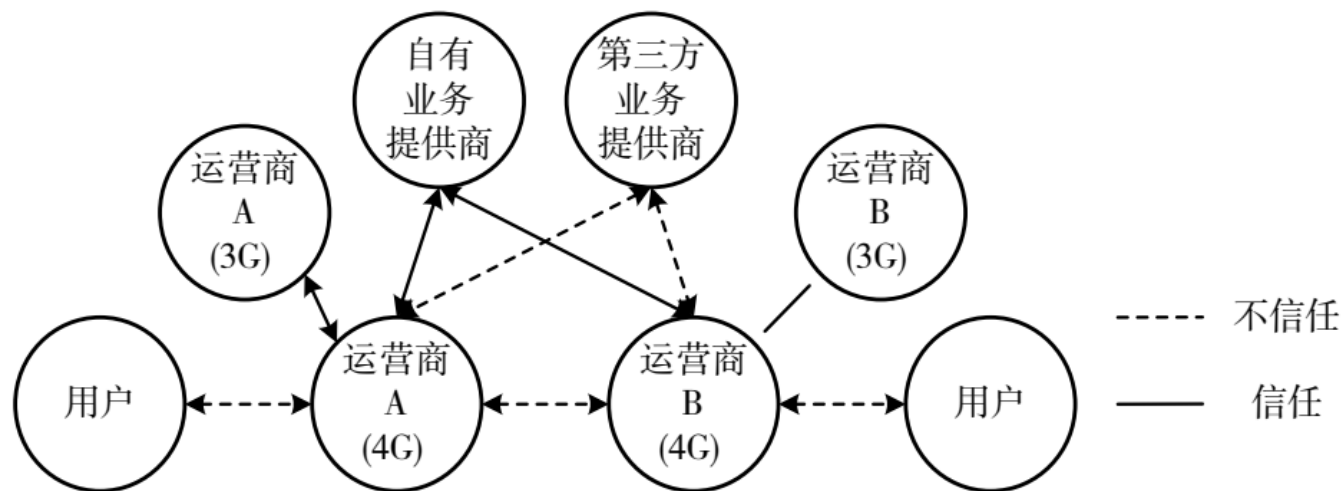 自有
业务
提供商
第三方
业务
提供商
运营商
A
(3G)
运营商
B
(3G)
用户
运营商
A
(4G)
运营商
B
(4G)
用户
不信任
信任